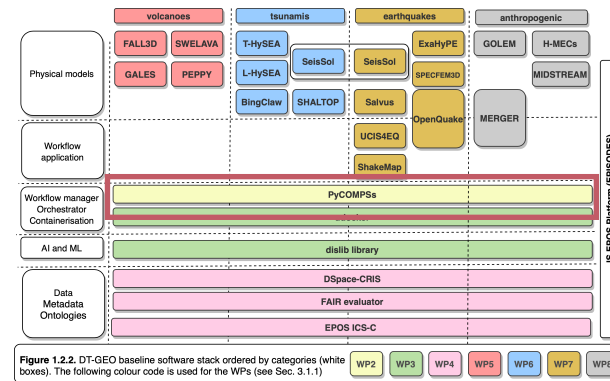 volcanoes tsunamis earthquakes anthropogenic
Physical models
FALL3D SWELAVA T-HySEA SeisSol SeisSol ExaHyPE GOLEM H-MECs
GALES PEPPY L-HySEA SPECFEM3D MIDSTREAM
BingClaw SHALTOP Salvus OpenQuake MERGER
Workflow
application
UCIS4EQ
ShakeMap
Workflow manager
Orchestrator
Containerisation
PyCOMPSs
AI and ML
dislib library
Data
Metadata
Ontologies
DSpace-CRIS
FAIR evaluator
EPOS ICS-C
EPOS Platform (EPISODES)
Figure 1.2.2. DT-GEO baseline software stack ordered by categories (white
boxes). The following colour code is used for the WPs (see Sec. 3.1.1)
WP2 WP3 WP4 WP5 WP6 WP7